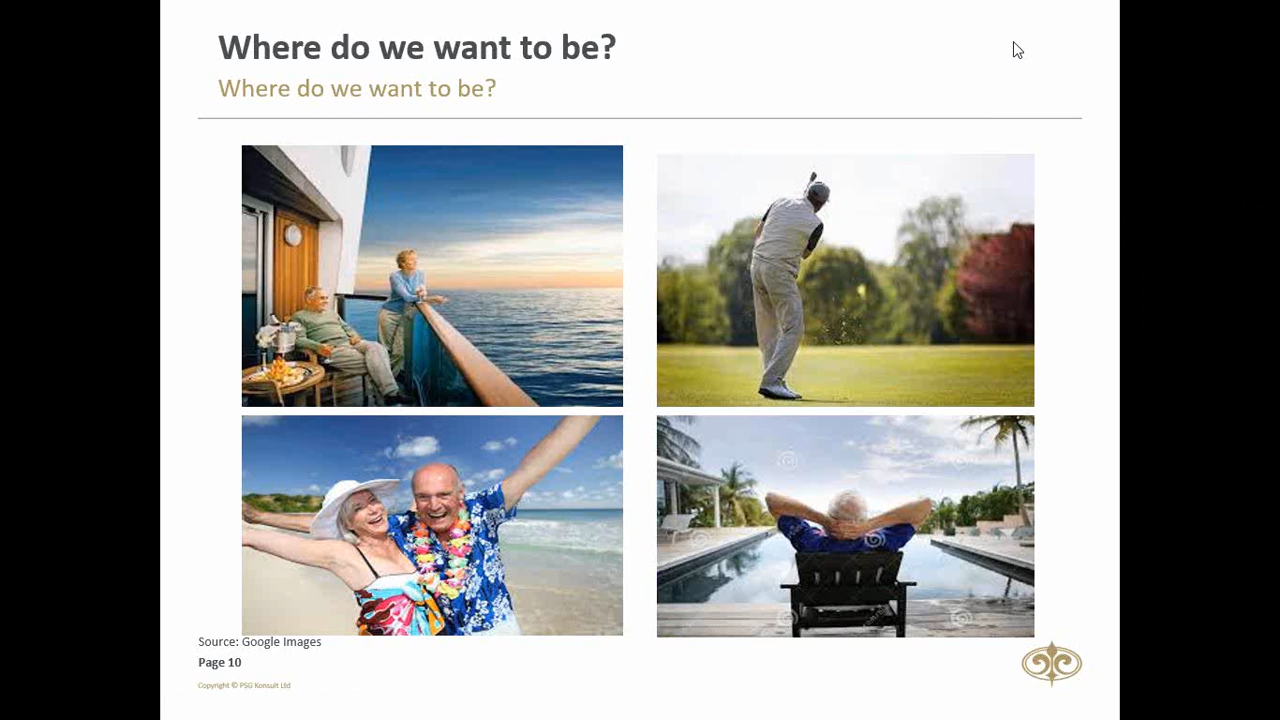 Where do we want to be?
Where do we want to be?
Source: Google Images
Page 10
Copyright © PSG Konsult Ltd